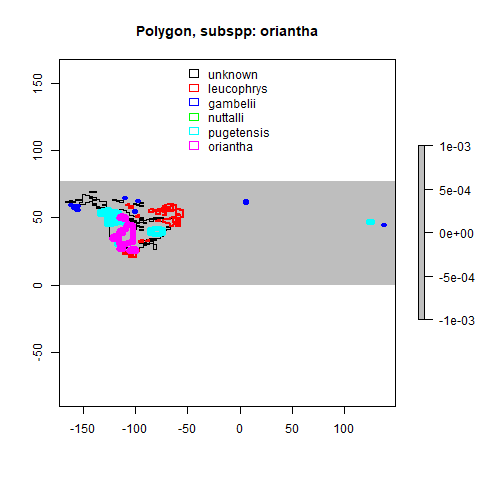 Polygon, subspp: oriantha
unknown
leucophrys
gambelii
nuttalli
pugetensis
oriantha
150
100
50
0
-50
-150
-100
-50
0
50
100
1e-03
5e-04
0e+00
-5e-04
-1e-03